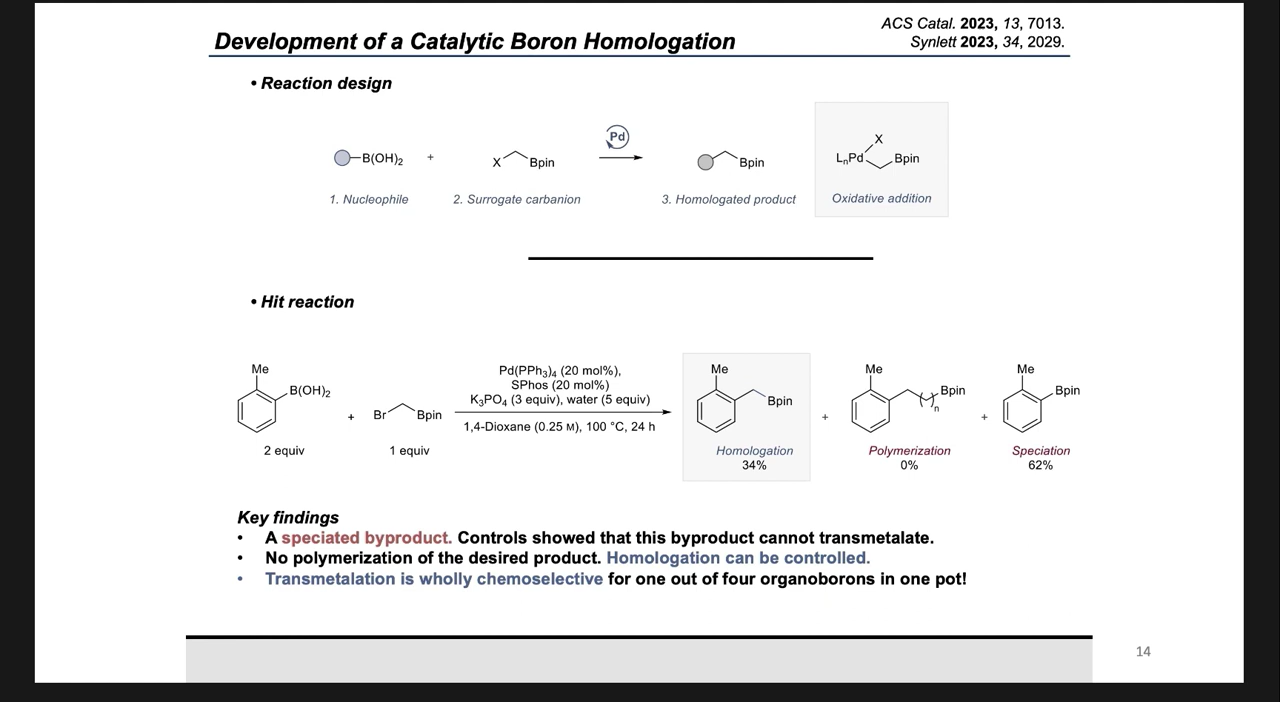 Development of a Catalytic Boron Homologation
ACS Catal. 2023, 13, 7013.
Synlett 2023, 34, 2029.
• Reaction design
B(OH)₂
+
X
Bpin
Pd
Bpin
X
LₙPd
Bpin
1. Nucleophile
2. Surrogate carbanion
3. Homologated product
Oxidative addition
• Hit reaction
Me
B(OH)₂
2 equiv
+
Br
Bpin
1 equiv
Pd(PPh₃)₄ (20 mol%),
SPhos (20 mol%)
K₃PO₄ (3 equiv), water (5 equiv)
1,4-Dioxane (0.25 M), 100 °C, 24 h
Me
Bpin
Homologation
34%
+
Me
Bpin
n
Polymerization
0%
+
Me
Bpin
Speciation
62%
Key findings
• A speciated byproduct. Controls showed that this byproduct cannot transmetalate.
• No polymerization of the desired product. Homologation can be controlled.
• Transmetalation is wholly chemoselective for one out of four organoborons in one pot!
14